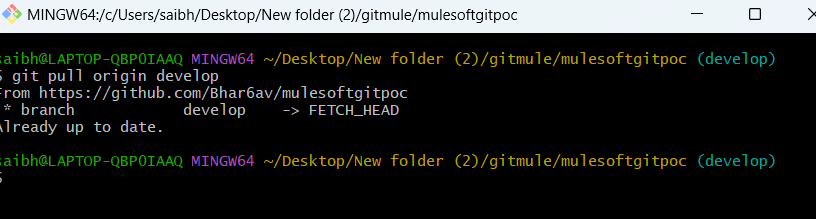 MINGW64:/c/Users/saibh/Desktop/New folder (2)/gitmule/mulesoftgitpoc
saibh@LAPTOP-QBP0IAAQ MINGW64 ~/Desktop/New folder (2)/gitmule/mulesoftgitpoc (develop)
$ git pull origin develop
From https://github.com/Bhar6av/mulesoftgitpoc
* branch develop -> FETCH_HEAD
Already up to date.
saibh@LAPTOP-QBP0IAAQ MINGW64 ~/Desktop/New folder (2)/gitmule/mulesoftgitpoc (develop)
$